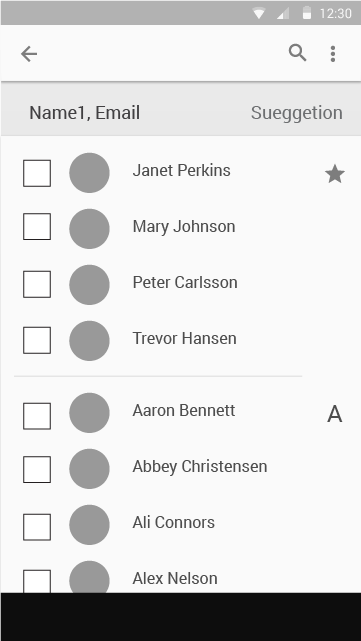 12:30
Name1, Email Sueggetion
Janet Perkins
Mary Johnson
Peter Carlsson
Trevor Hansen
Aaron Bennett A
Abbey Christensen
Ali Connors
Alex Nelson